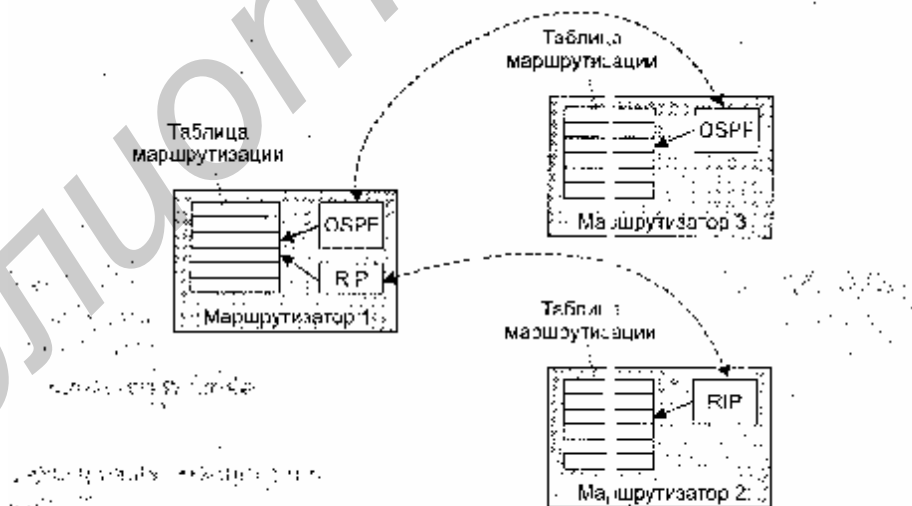 Таблица
маршрутизации
OSPF
Маршрутизатор 3
Таблица
маршрутизации
OSPF
RIP
Маршрутизатор 1
Таблица
маршрутизации
RIP
Маршрутизатор 2